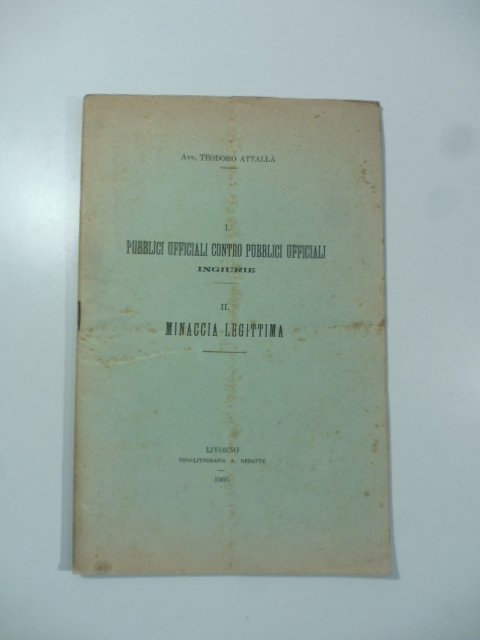 Avv. TEODORO ATTALLA
I.
PUBBLICI UFFICIALI CONTRO PUBBLICI UFFICIALI
INGIURIE
II.
MINACCIA LEGITTIMA
LIVORNO
TIPO-LITOGRAFIA A. DEBATTE